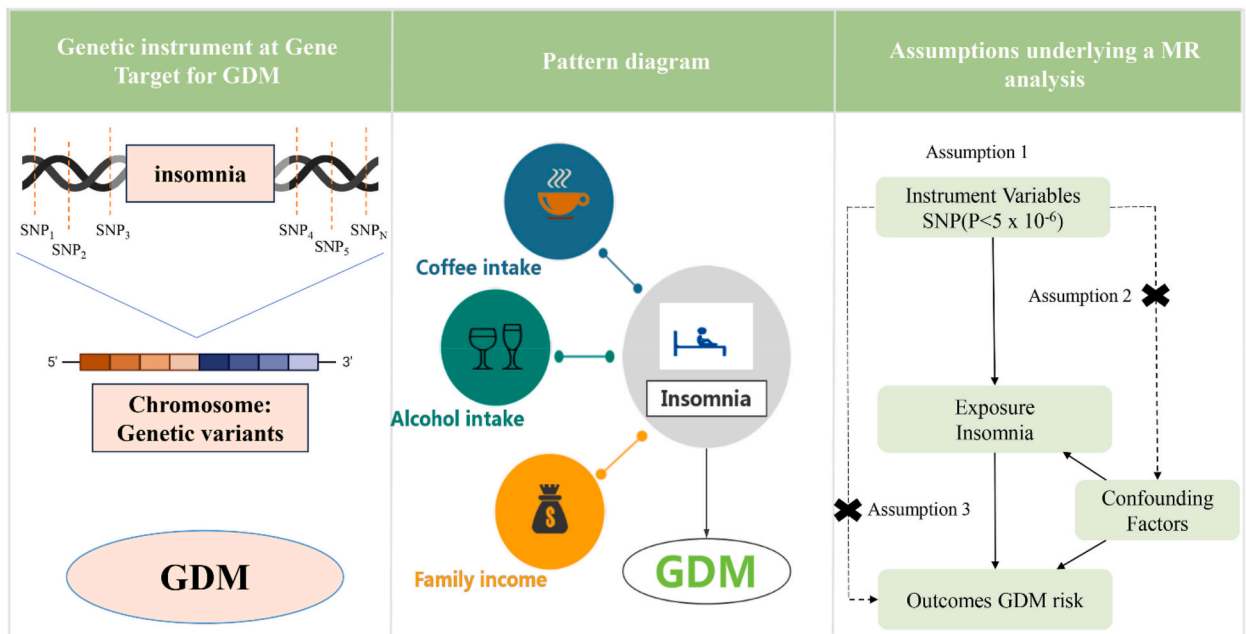 Genetic instrument at Gene
Target for GDM
insomnia
SNP₁
SNP₂
SNP₃
SNP₄
SNP₅
SNPₙ
5'
3'
Chromosome:
Genetic variants
GDM
Pattern diagram
Coffee intake
Alcohol intake
$
Family income
Insomnia
GDM
Assumptions underlying a MR
analysis
Assumption 1
Instrument Variables
SNP(P<5 x 10⁻⁶)
Assumption 2
Exposure
Insomnia
Assumption 3
Confounding
Factors
Outcomes GDM risk